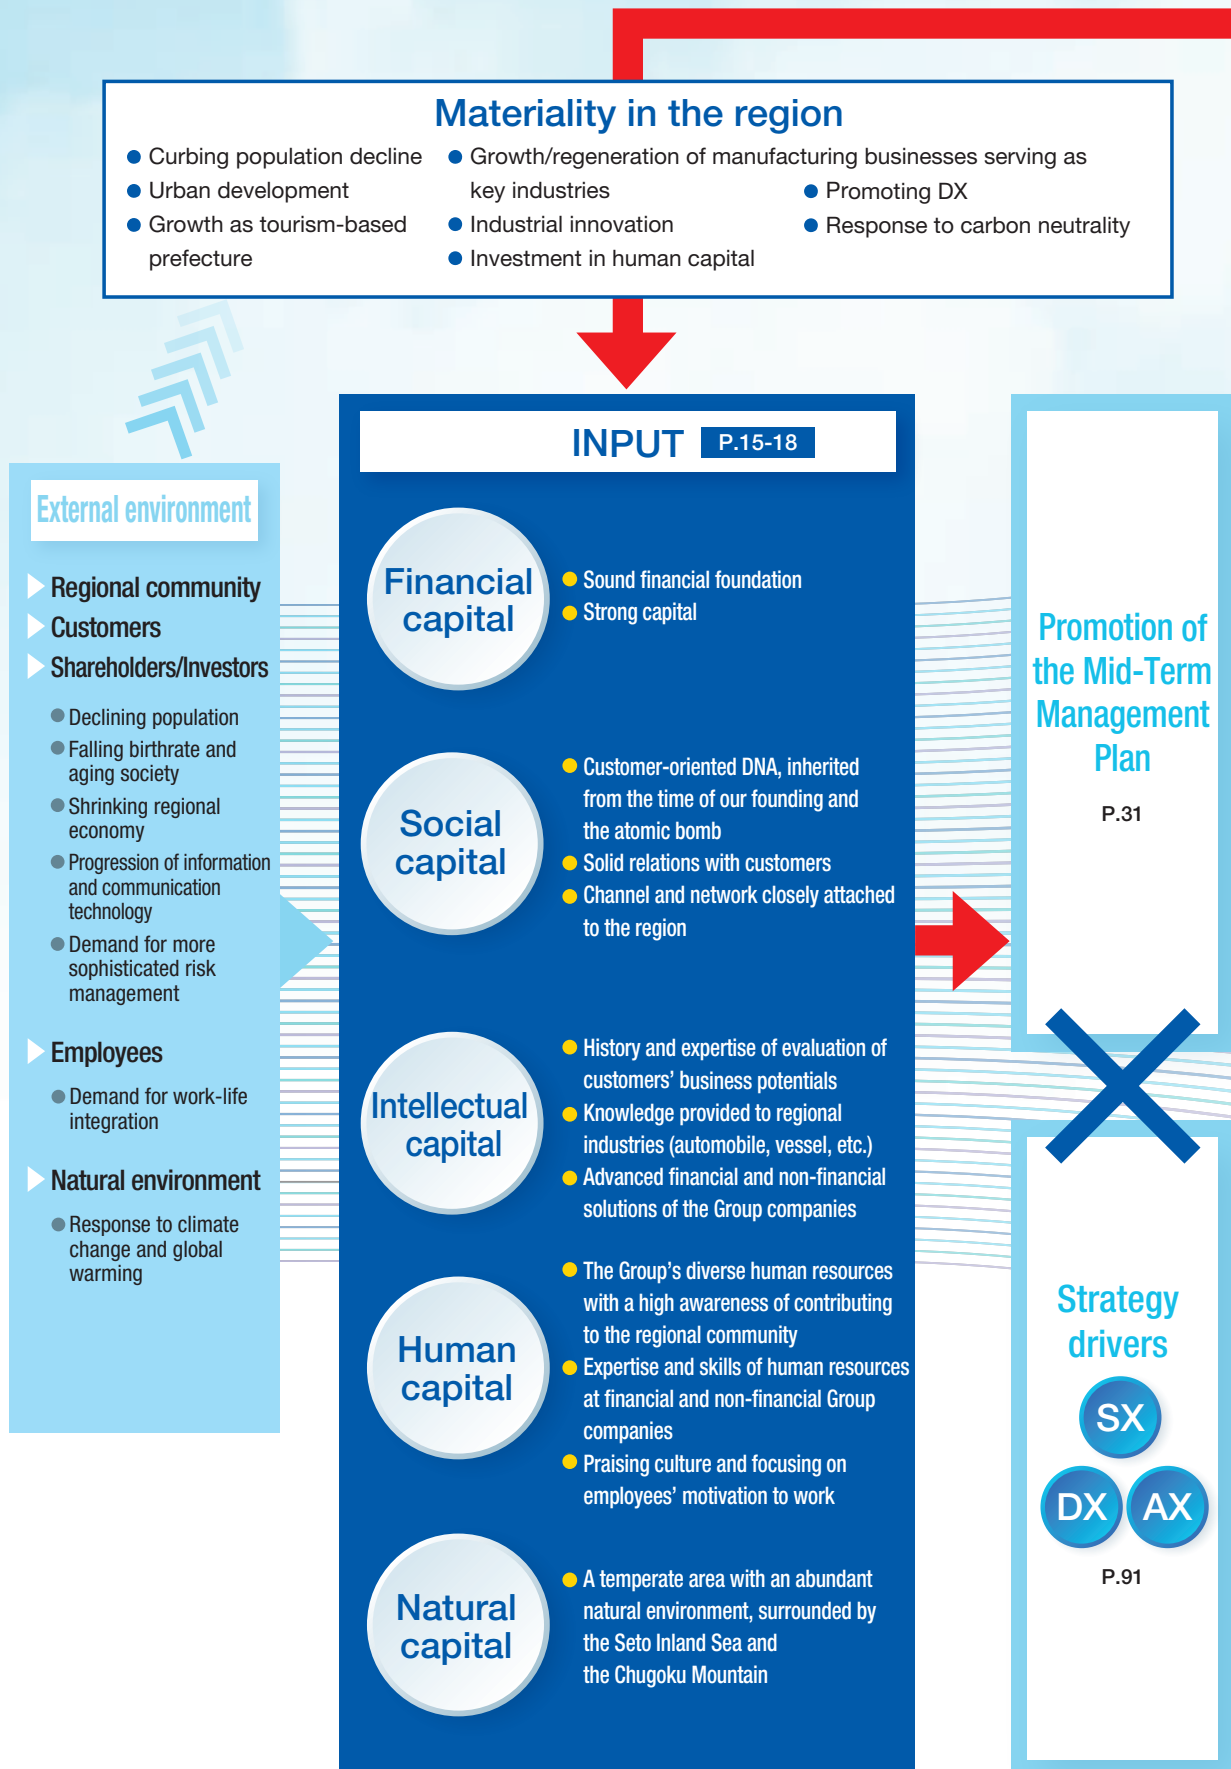 Materiality in the region
● Curbing population decline
● Urban development
● Growth as tourism-based
prefecture
● Growth/regeneration of manufacturing businesses serving as
key industries
● Industrial innovation
● Investment in human capital
● Promoting DX
● Response to carbon neutrality
External environment
Regional community
Customers
Shareholders/Investors
● Declining population
● Falling birthrate and
aging society
● Shrinking regional
economy
● Progression of information
and communication
technology
● Demand for more
sophisticated risk
management
Employees
● Demand for work-life
integration
Natural environment
● Response to climate
change and global
warming
INPUT P.15-18
Financial
capital
● Sound financial foundation
● Strong capital
Social
capital
● Customer-oriented DNA, inherited
from the time of our founding and
the atomic bomb
● Solid relations with customers
● Channel and network closely attached
to the region
Intellectual
capital
● History and expertise of evaluation of
customers’ business potentials
● Knowledge provided to regional
industries (automobile, vessel, etc.)
● Advanced financial and non-financial
solutions of the Group companies
Human
capital
● The Group’s diverse human resources
with a high awareness of contributing
to the regional community
● Expertise and skills of human resources
at financial and non-financial Group
companies
● Praising culture and focusing on
employees’ motivation to work
Natural
capital
● A temperate area with an abundant
natural environment, surrounded by
the Seto Inland Sea and
the Chugoku Mountain
Promotion of
the Mid-Term
Management
Plan
P.31
Strategy
drivers
SX
DX AX
P.91